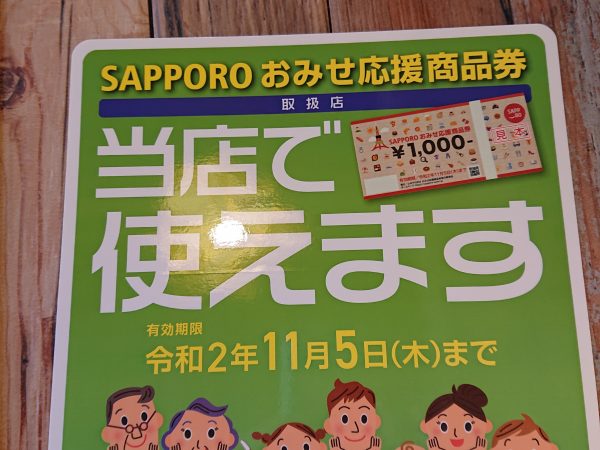 SAPPORO おみせ応援商品券
取扱店
SAPPORO おみせ応援商品券
¥1,000-
見本
当店で
使えます
有効期限
令和2年11月5日(木)まで